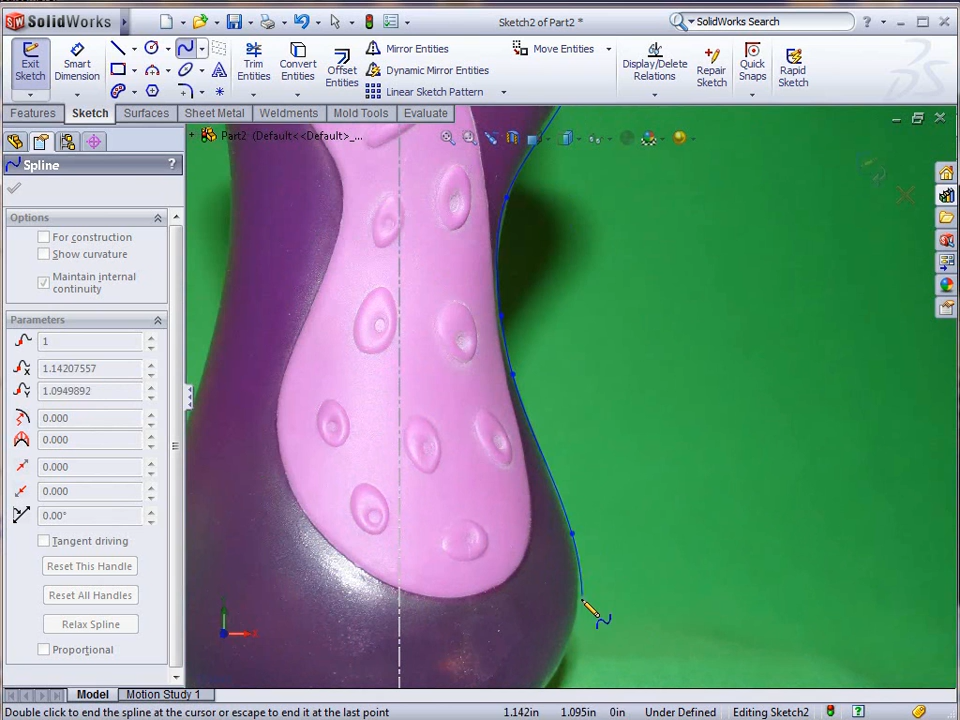 SolidWorks
Sketch2 of Part2 *
SolidWorks Search
Exit Sketch
Smart Dimension
Trim Entities
Convert Entities
Offset Entities
Mirror Entities
Dynamic Mirror Entities
Linear Sketch Pattern
Move Entities
Display/Delete Relations
Repair Sketch
Quick Snaps
Rapid Sketch
Features
Sketch
Surfaces
Sheet Metal
Weldments
Mold Tools
Evaluate
Part2 (Default<<Default>_...
Spline
?
Options
For construction
Show curvature
Maintain internal
continuity
Parameters
1
1.14207557
1.0949892
0.000
0.000
0.000
0.000
0.00°
Tangent driving
Reset This Handle
Reset All Handles
Relax Spline
Proportional
Model
Motion Study 1
Double click to end the spline at the cursor or escape to end it at the last point
1.142in
1.095in
0in
Under Defined
Editing Sketch2